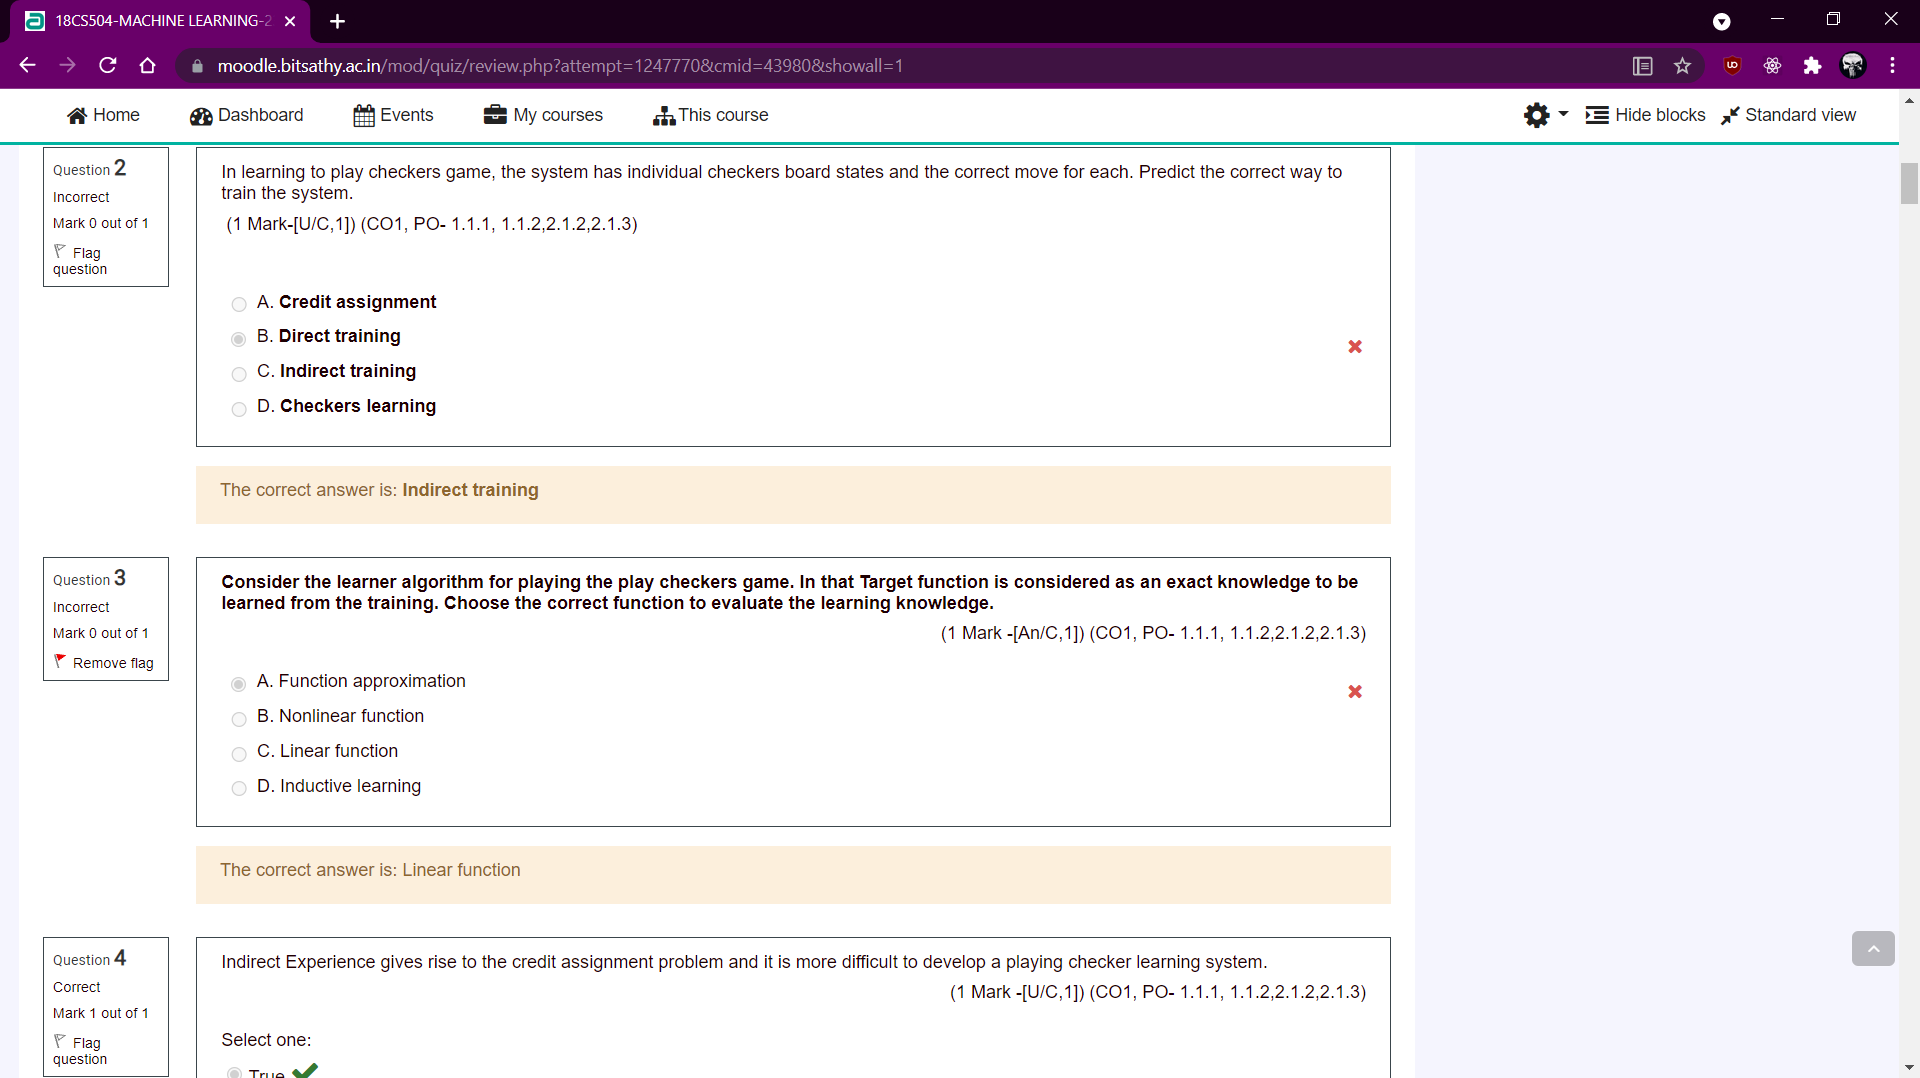 18CS504-MACHINE LEARNING-2
moodle.bitsathy.ac.in/mod/quiz/review.php?attempt=1247770&cmid=43980&showall=1
Home Dashboard Events My courses This course Hide blocks Standard view
Question 2
Incorrect
Mark 0 out of 1
Flag
question
In learning to play checkers game, the system has individual checkers board states and the correct move for each. Predict the correct way to
train the system.
(1 Mark-[U/C,1]) (CO1, PO- 1.1.1, 1.1.2,2.1.2,2.1.3)
A. Credit assignment
B. Direct training
C. Indirect training
D. Checkers learning
The correct answer is: Indirect training
Question 3
Incorrect
Mark 0 out of 1
Remove flag
Consider the learner algorithm for playing the play checkers game. In that Target function is considered as an exact knowledge to be
learned from the training. Choose the correct function to evaluate the learning knowledge.
(1 Mark -[An/C,1]) (CO1, PO- 1.1.1, 1.1.2,2.1.2,2.1.3)
A. Function approximation
B. Nonlinear function
C. Linear function
D. Inductive learning
The correct answer is: Linear function
Question 4
Correct
Mark 1 out of 1
Flag
question
Indirect Experience gives rise to the credit assignment problem and it is more difficult to develop a playing checker learning system.
(1 Mark -[U/C,1]) (CO1, PO- 1.1.1, 1.1.2,2.1.2,2.1.3)
Select one:
True